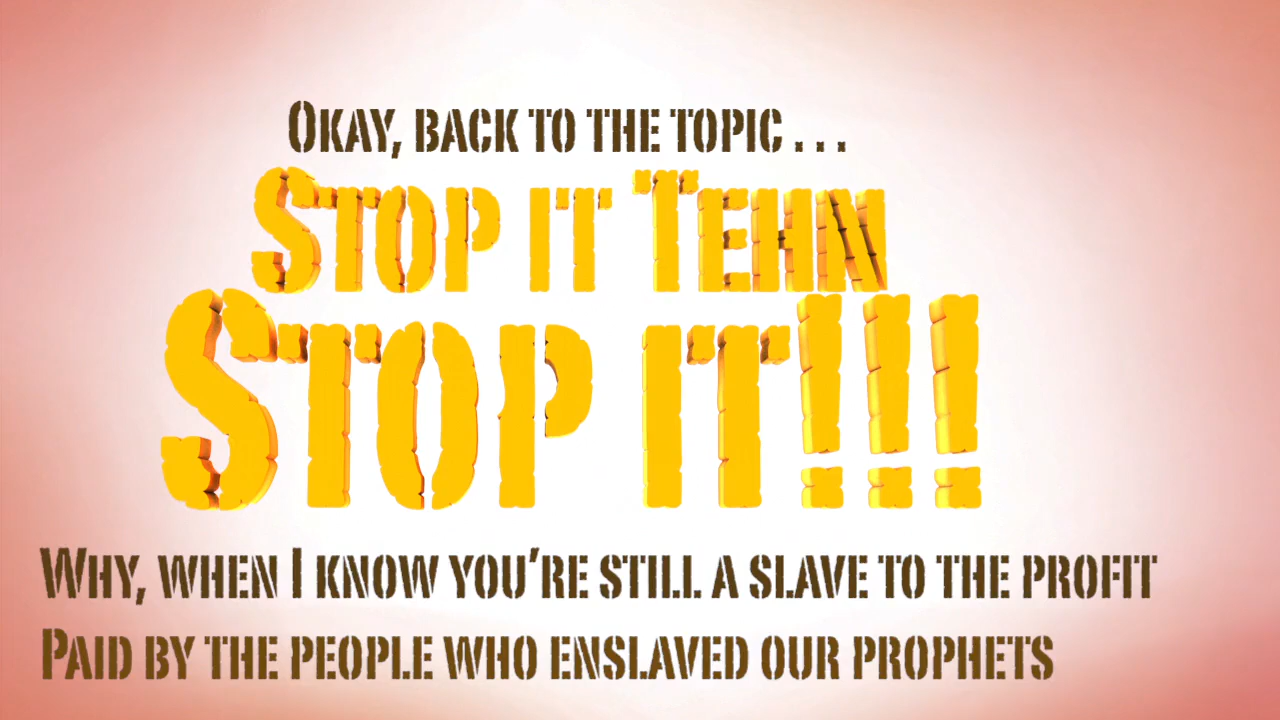 Okay, back to the topic . . .
Stop it Tehn
Stop it!!!
Why, when I know you're still a slave to the profit
Paid by the people who enslaved our prophets